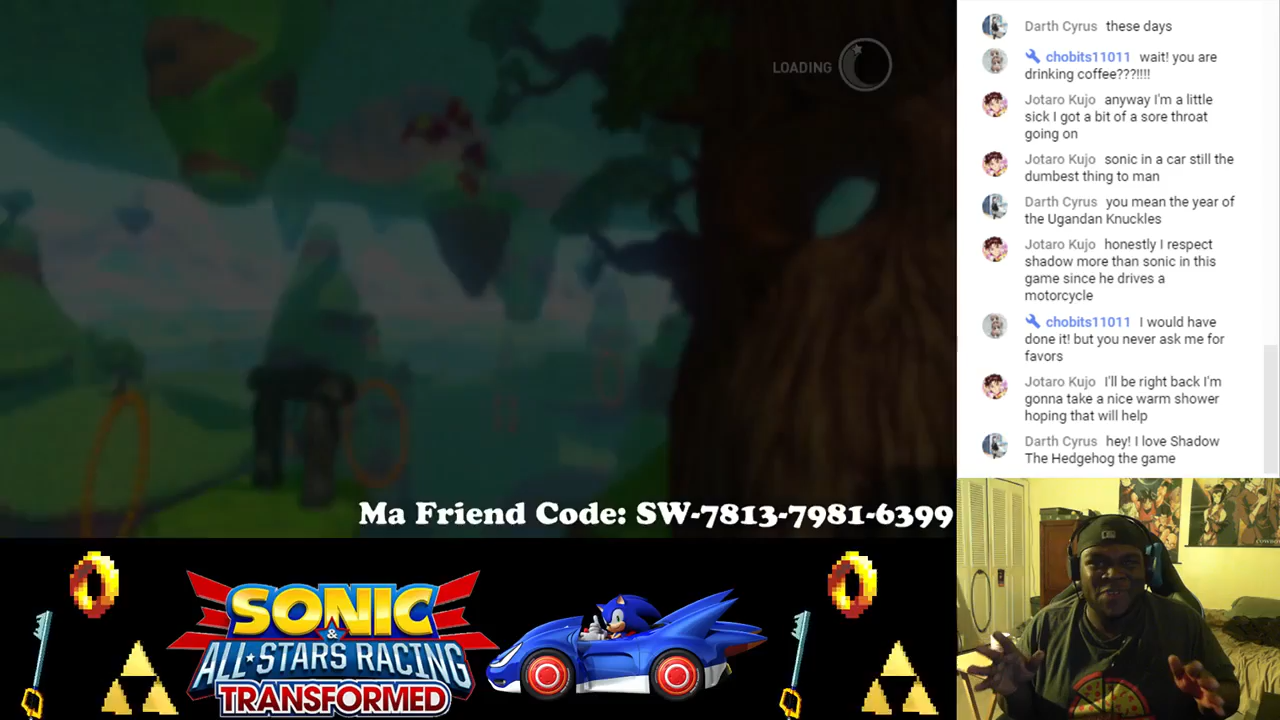 LOADING
Ma Friend Code: SW-7813-7981-6399
SONIC
&
ALL★STARS RACING
TRANSFORMED
Darth Cyrus these days
chobits11011 wait! you are
drinking coffee???!!!!
Jotaro Kujo anyway I'm a little
sick I got a bit of a sore throat
going on
Jotaro Kujo sonic in a car still the
dumbest thing to man
Darth Cyrus you mean the year of
the Ugandan Knuckles
Jotaro Kujo honestly I respect
shadow more than sonic in this
game since he drives a
motorcycle
chobits11011 I would have
done it! but you never ask me for
favors
Jotaro Kujo I'll be right back I'm
gonna take a nice warm shower
hoping that will help
Darth Cyrus hey! I love Shadow
The Hedgehog the game